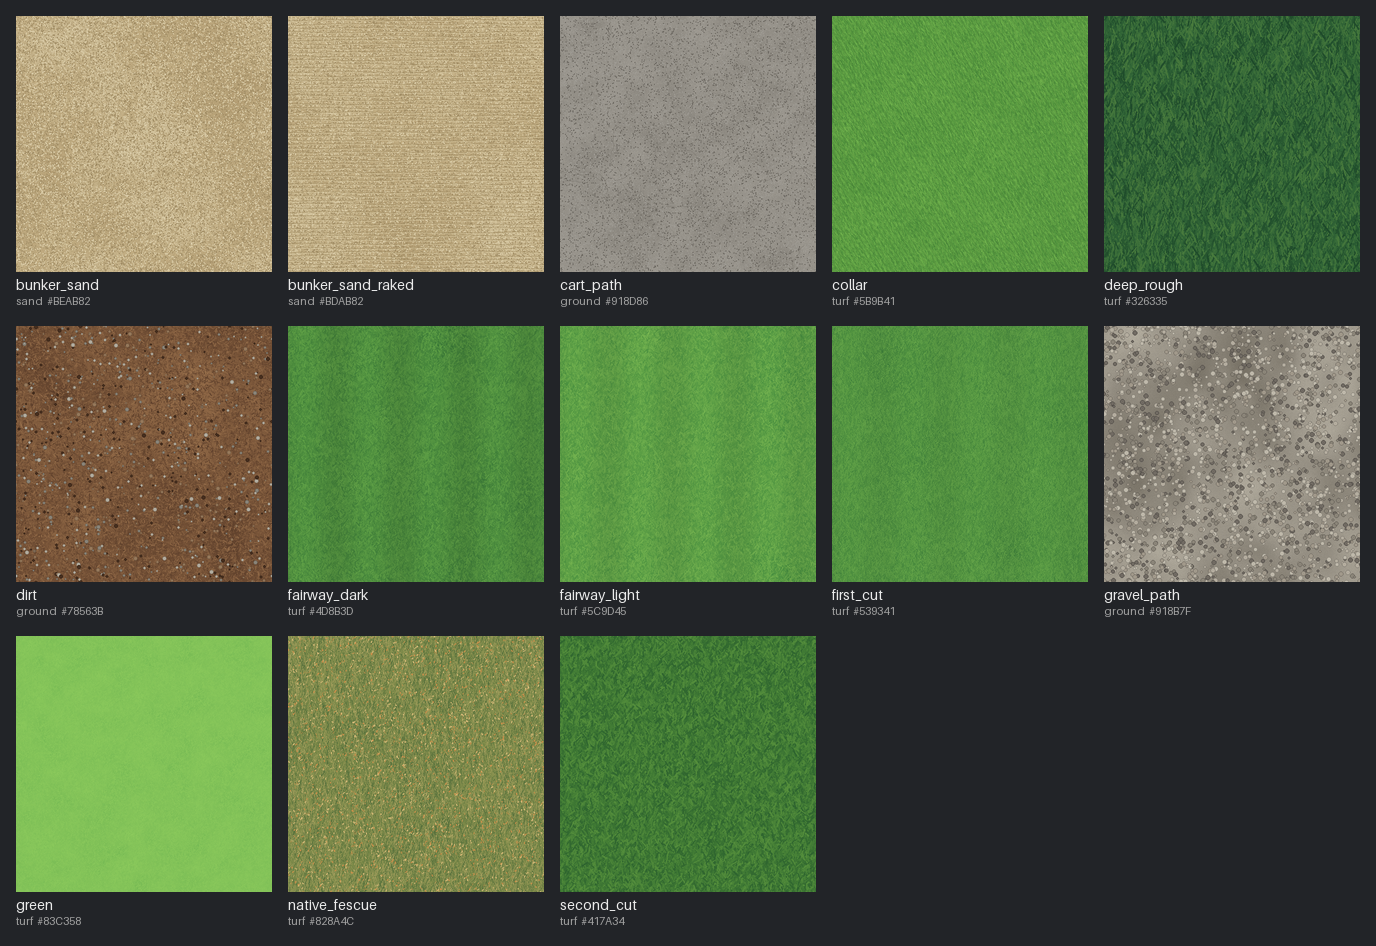 bunker_sand
sand #BEAB82
bunker_sand_raked
sand #BDAB82
cart_path
ground #918D86
collar
turf #5B9B41
deep_rough
turf #326335
dirt
ground #78563B
fairway_dark
turf #4D8B3D
fairway_light
turf #5C9D45
first_cut
turf #539341
gravel_path
ground #918B7F
green
turf #83C358
native_fescue
turf #828A4C
second_cut
turf #417A34